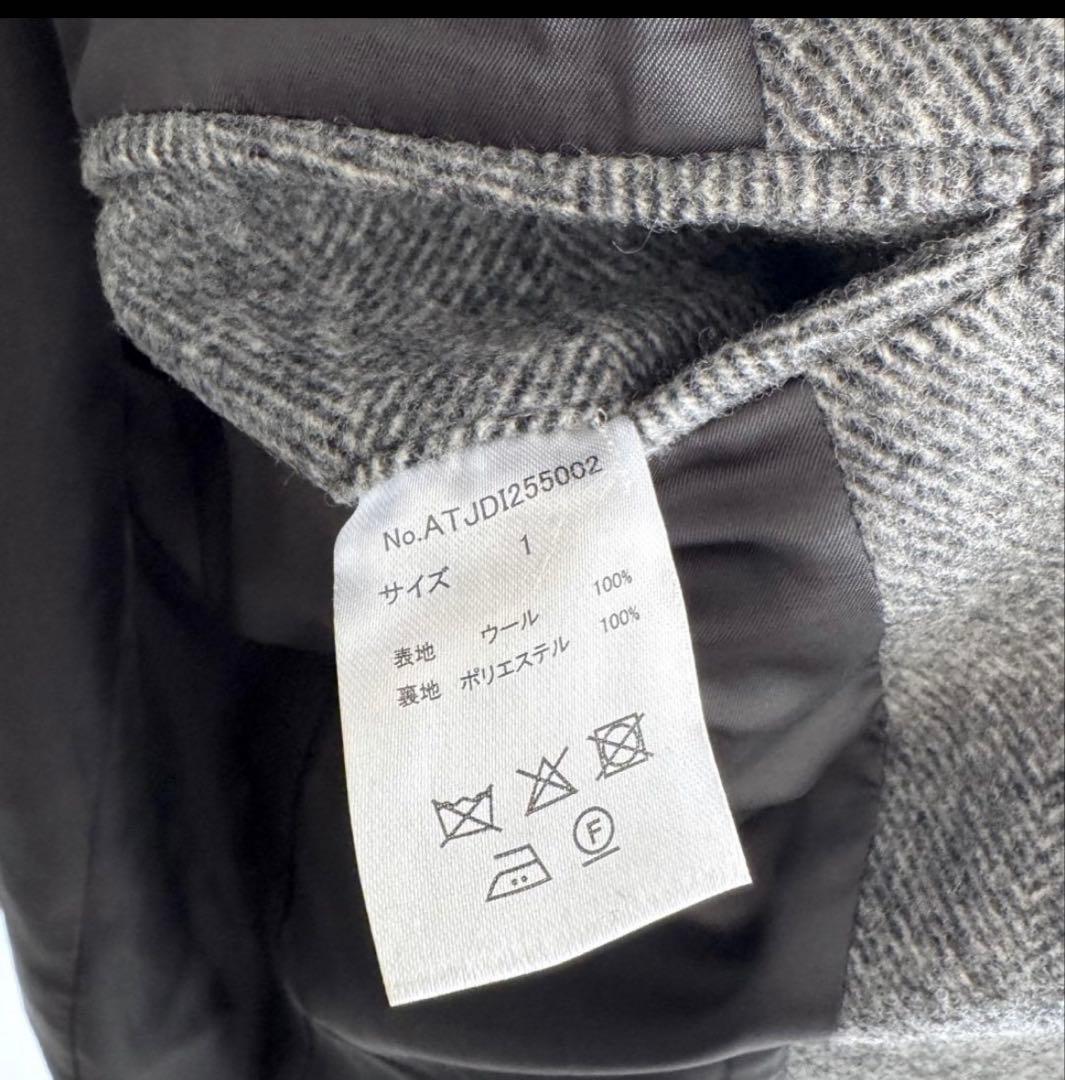 No.ATJDI255002
サイズ 1
表地 ウール 100%
裏地 ポリエステル 100%
F